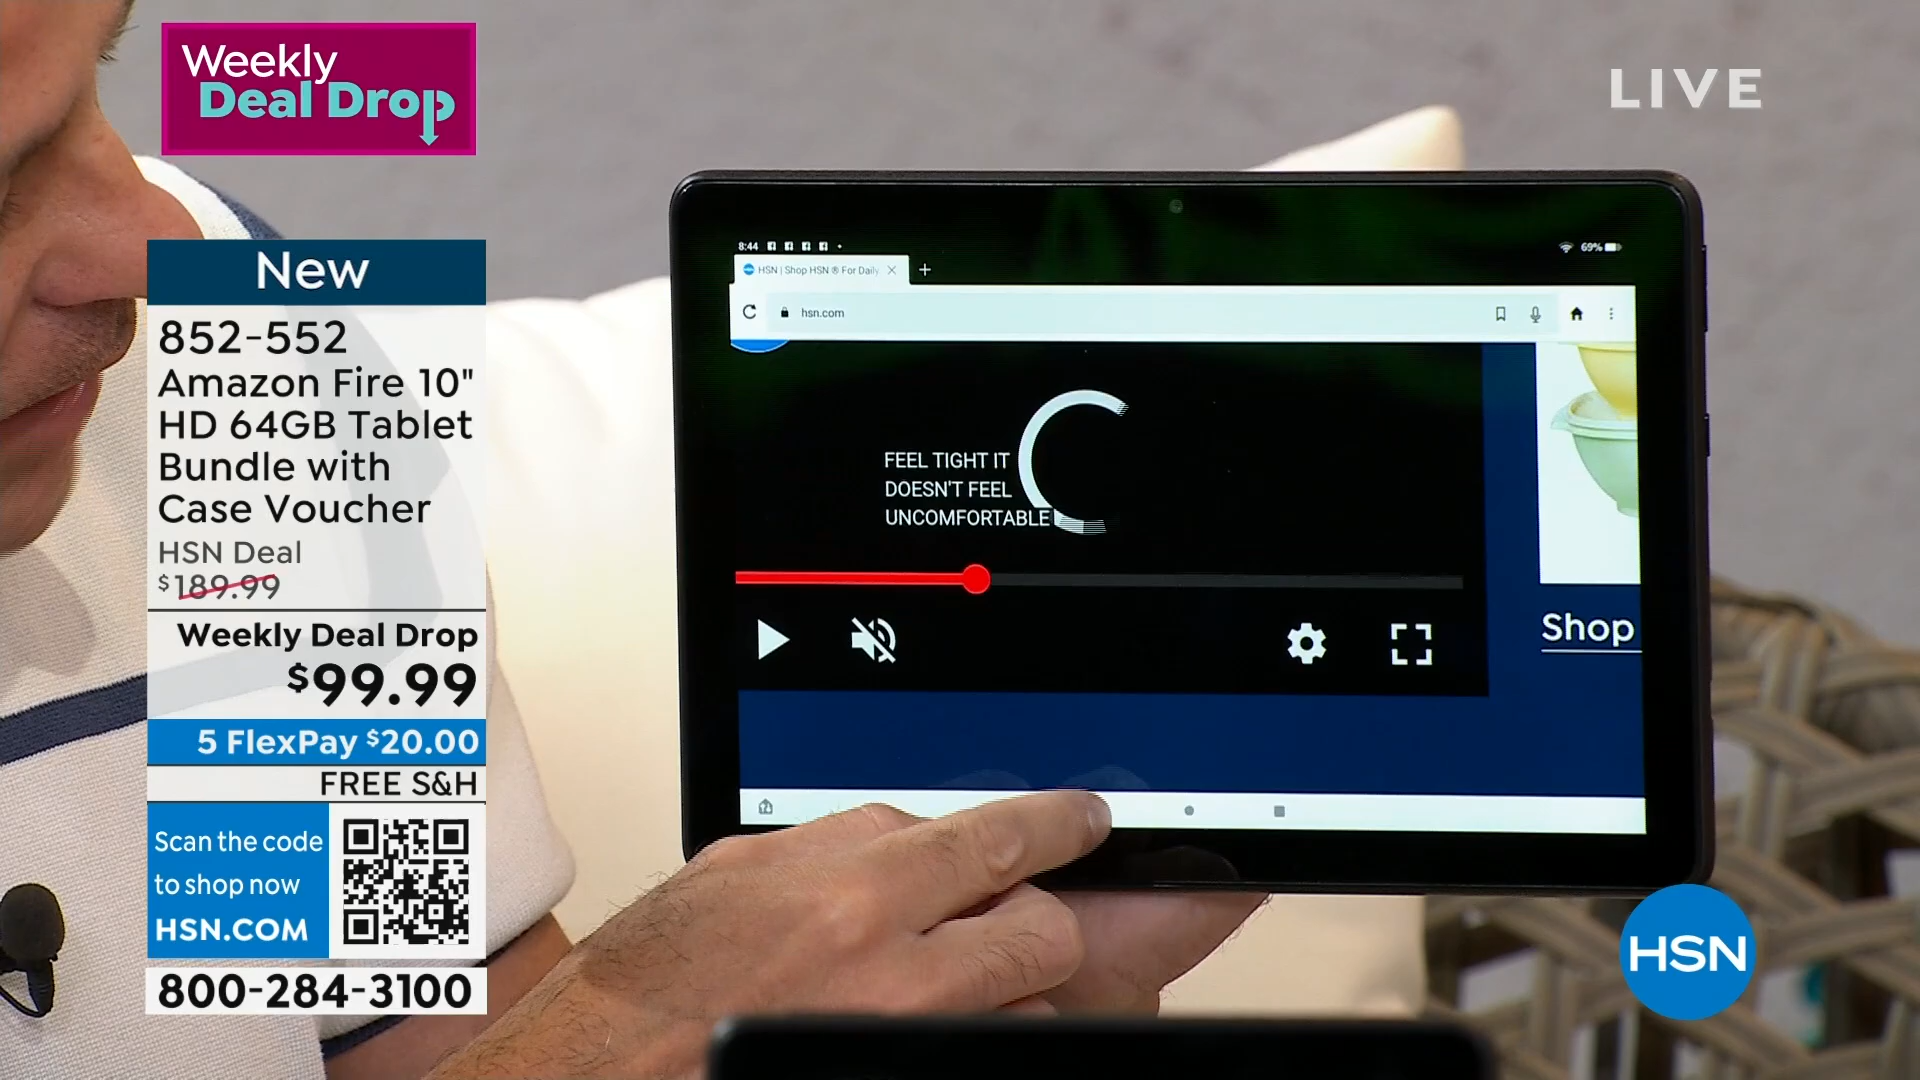 Weekly
Deal Drop
LIVE
New
852-552
Amazon Fire 10"
HD 64GB Tablet
Bundle with
Case Voucher
HSN Deal
$189.99
Weekly Deal Drop
$99.99
5 FlexPay $20.00
FREE S&H
Scan the code
to shop now
HSN.COM
800-284-3100
8:44
69%
HSN | Shop HSN ® For Daily
hsn.com
FEEL TIGHT IT
DOESN'T FEEL
UNCOMFORTABLE
Shop
HSN